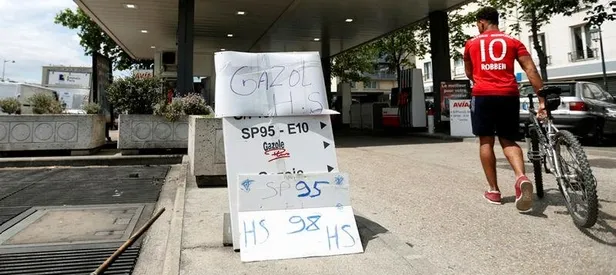 GAZOL
H.S
SP95 - E10
Gazole
SP 95
HS 98 HS
10
ROBBEN
AVIA